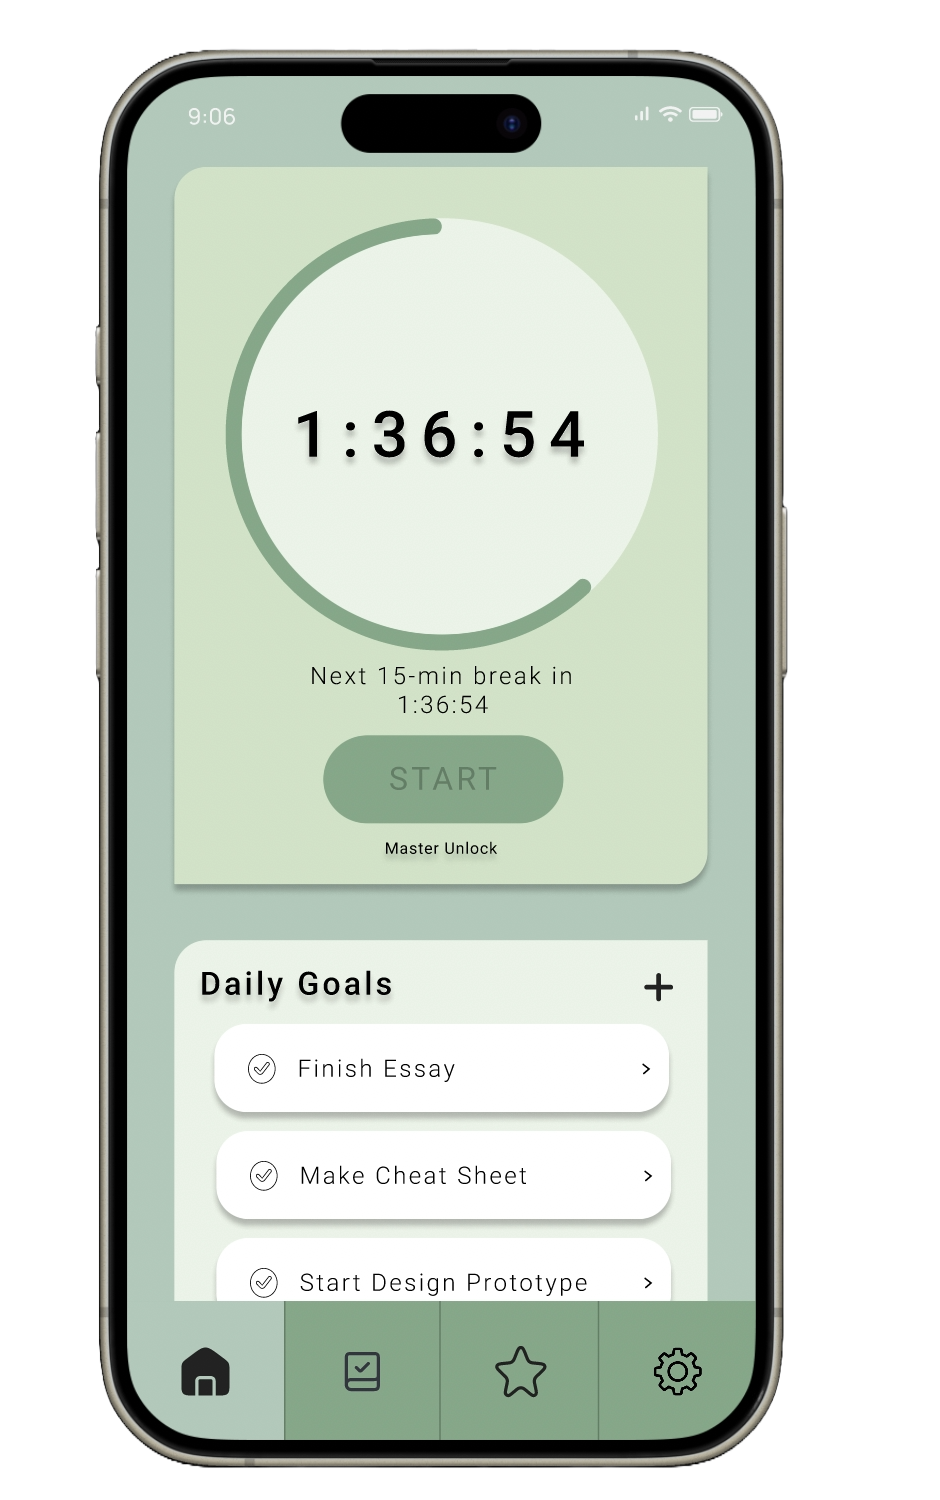 9:06
1:36:54
Next 15-min break in
1:36:54
START
Master Unlock
Daily Goals
Finish Essay
Make Cheat Sheet
Start Design Prototype